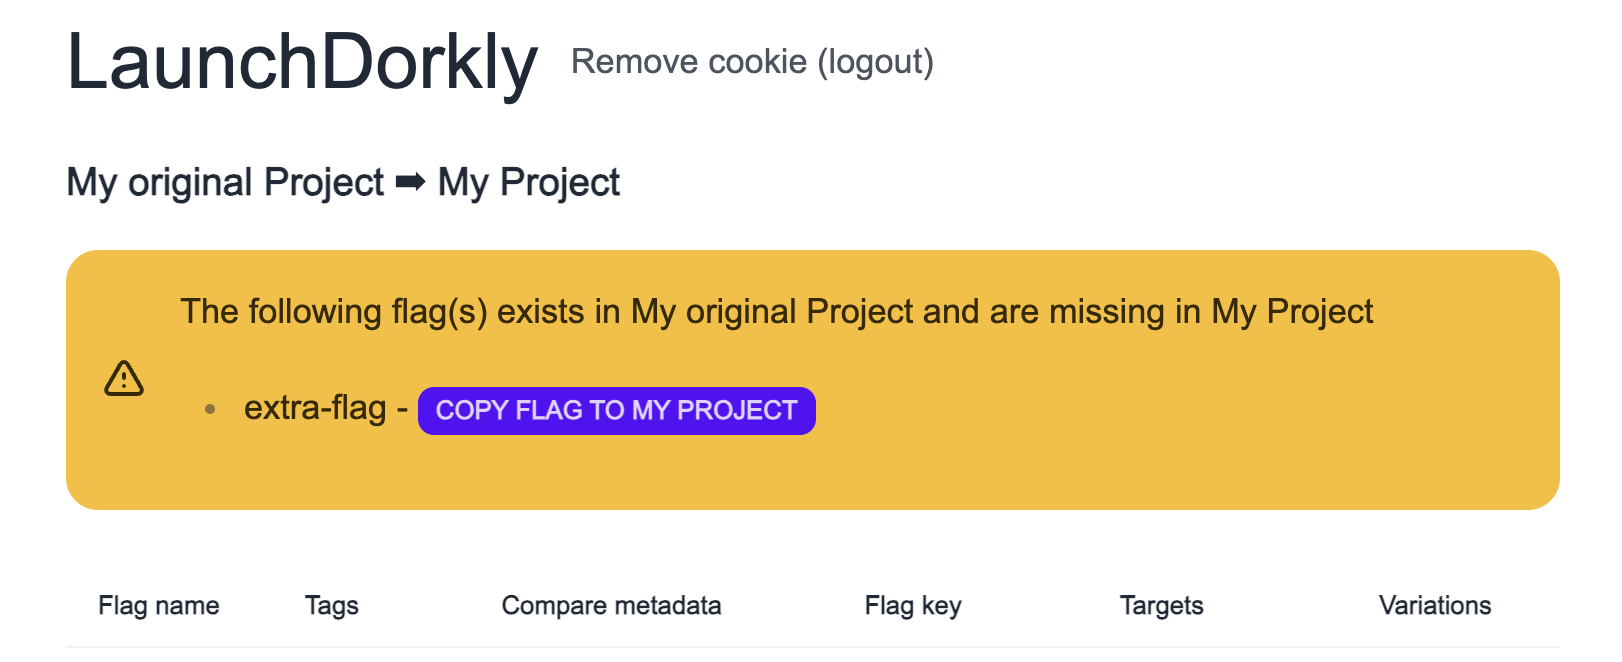 LaunchDorkly Remove cookie (logout)
My original Project ➡ My Project
The following flag(s) exists in My original Project and are missing in My Project
extra-flag - COPY FLAG TO MY PROJECT
Flag name Tags Compare metadata Flag key Targets Variations